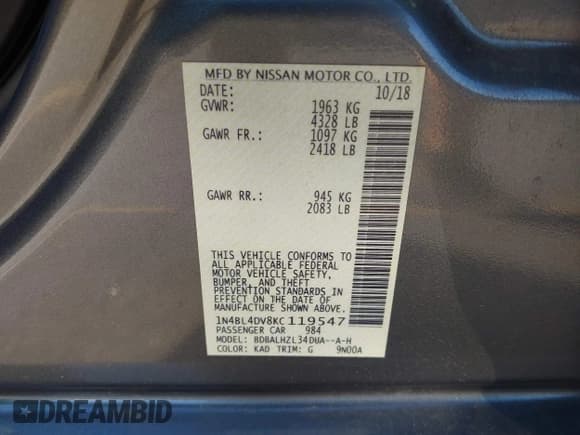 MFD BY NISSAN MOTOR CO., LTD.
DATE: 10/18
GVWR: 1963 KG
4328 LB
GAWR FR.: 1097 KG
2418 LB
GAWR RR.: 945 KG
2083 LB
THIS VEHICLE CONFORMS TO
ALL APPLICABLE FEDERAL
MOTOR VEHICLE SAFETY,
BUMPER, AND THEFT
PREVENTION STANDARDS IN
EFFECT ON THE DATE OF
MANUFACTURE SHOWN ABOVE.
1N4BL4DV8KC119547
PASSENGER CAR 984
MODEL: BDBALHZL34DUA--A-H
COLOR: KAD TRIM: G 9N00A
DREAMBID